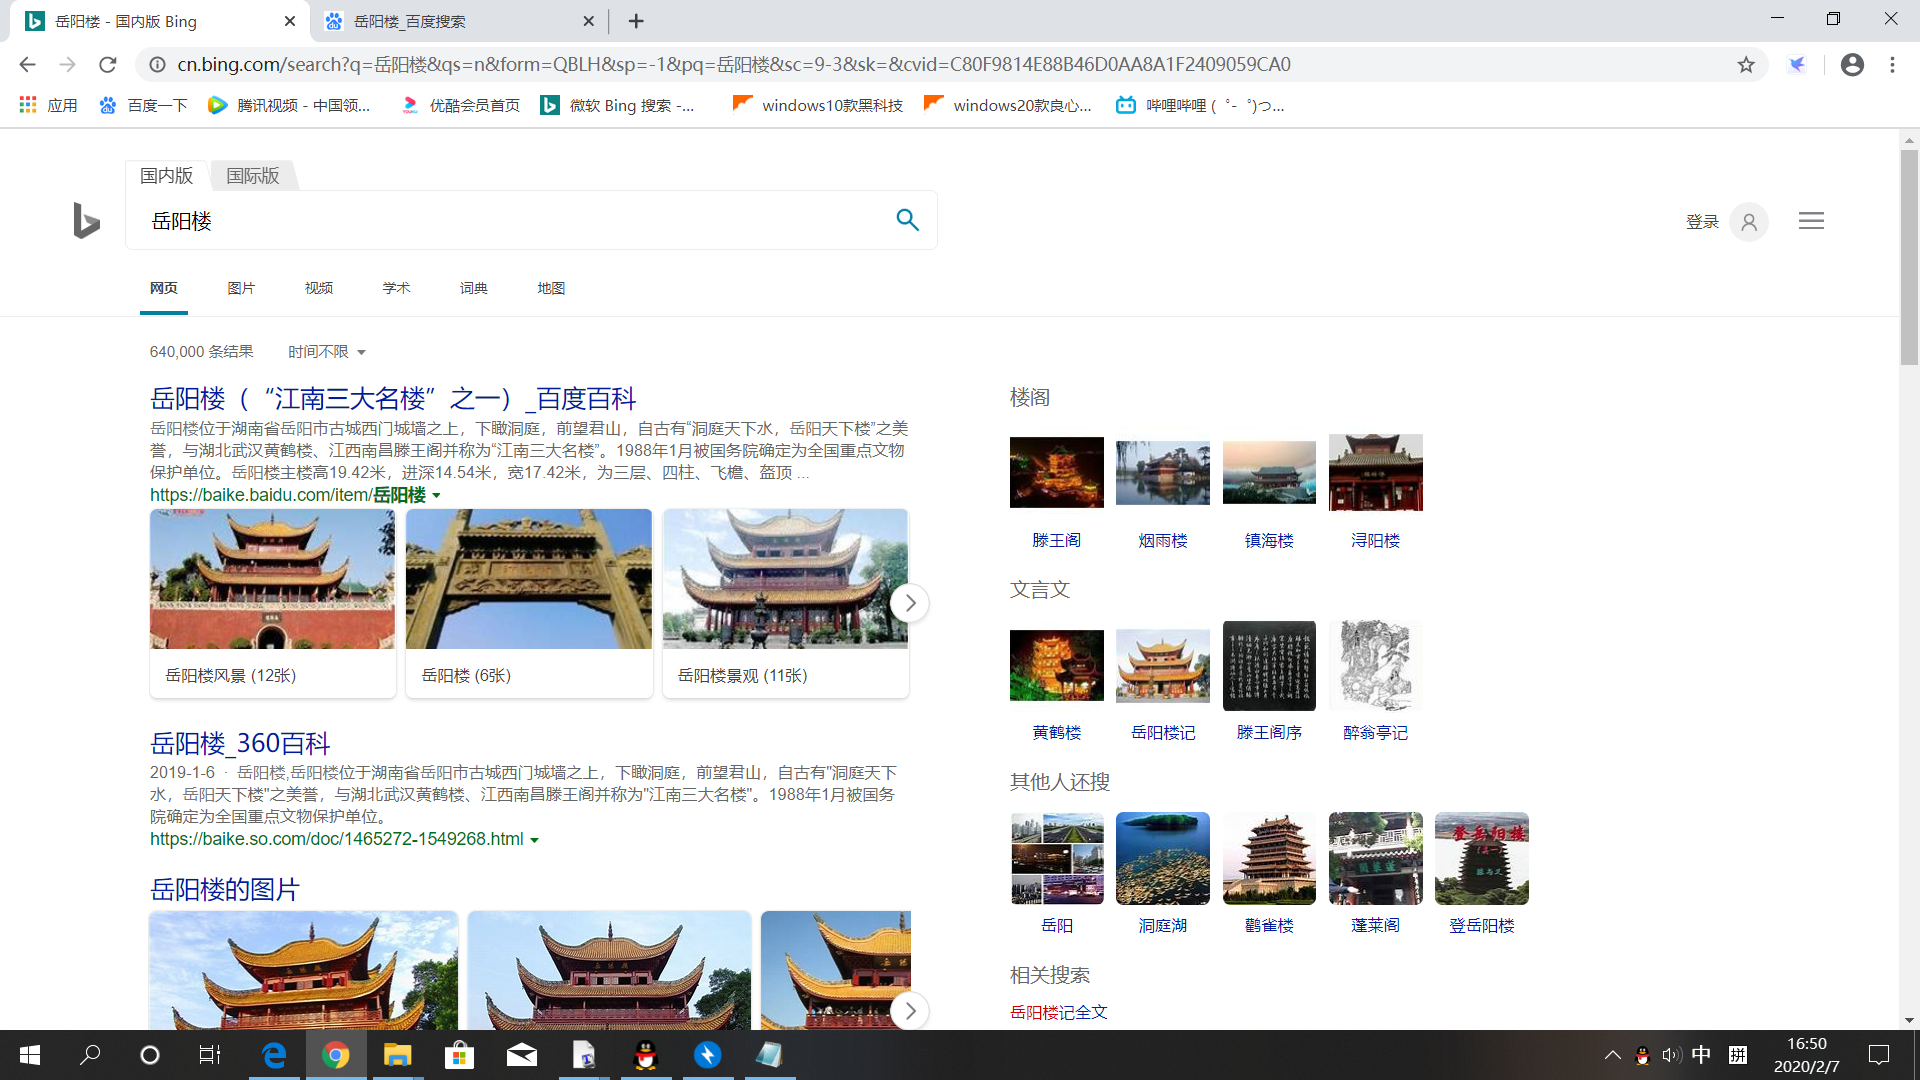 岳阳楼 - 国内版 Bing
岳阳楼_百度搜索
cn.bing.com/search?q=岳阳楼&qs=n&form=QBLH&sp=-1&pq=岳阳楼&sc=9-3&sk=&cvid=C80F9814E88B46D0AA8A1F2409059CA0
应用
百度一下
腾讯视频 - 中国领...
优酷会员首页
微软 Bing 搜索 -...
windows10款黑科技
windows20款良心...
哔哩哔哩 ( ゜- ゜)つ...
国内版
国际版
岳阳楼
登录
网页
图片
视频
学术
词典
地图
640,000 条结果
时间不限
岳阳楼（“江南三大名楼”之一）_百度百科
岳阳楼位于湖南省岳阳市古城西门城墙之上，下瞰洞庭，前望君山，自古有“洞庭天下水，岳阳天下楼”之美
誉，与湖北武汉黄鹤楼、江西南昌滕王阁并称为“江南三大名楼”。1988年1月被国务院确定为全国重点文物
保护单位。岳阳楼主楼高19.42米，进深14.54米，宽17.42米，为三层、四柱、飞檐、盔顶 ...
https://baike.baidu.com/item/岳阳楼
岳阳楼风景 (12张)
岳阳楼 (6张)
岳阳楼景观 (11张)
岳阳楼_360百科
2019-1-6 · 岳阳楼,岳阳楼位于湖南省岳阳市古城西门城墙之上，下瞰洞庭，前望君山，自古有"洞庭天下
水，岳阳天下楼"之美誉，与湖北武汉黄鹤楼、江西南昌滕王阁并称为"江南三大名楼"。1988年1月被国务
院确定为全国重点文物保护单位。
https://baike.so.com/doc/1465272-1549268.html
岳阳楼的图片
楼阁
滕王阁
烟雨楼
镇海楼
浔阳楼
文言文
黄鹤楼
岳阳楼记
滕王阁序
醉翁亭记
其他人还搜
登岳阳楼
岳阳
洞庭湖
鹳雀楼
蓬莱阁
登岳阳楼
相关搜索
岳阳楼记全文
中
拼
16:50
2020/2/7